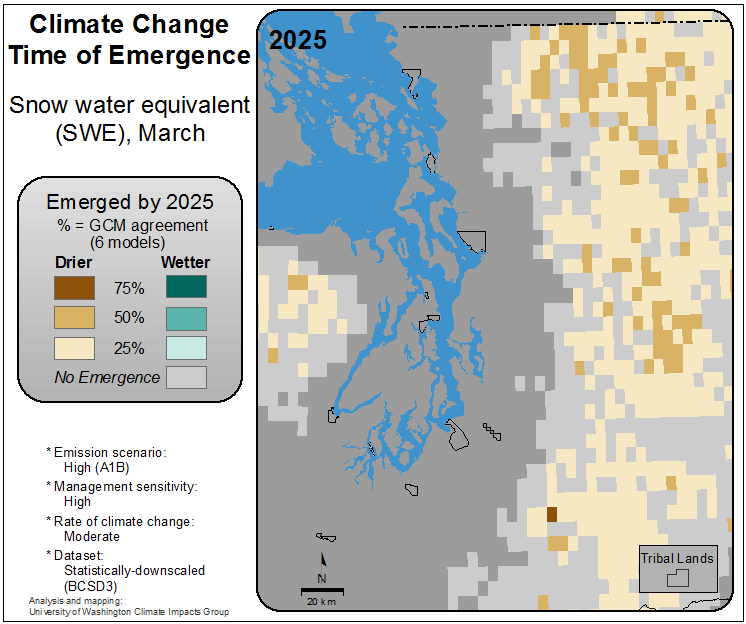 Climate Change
Time of Emergence
Snow water equivalent
(SWE), March
Emerged by 2025
% = GCM agreement
(6 models)
Drier Wetter
75%
50%
25%
No Emergence
* Emission scenario:
High (A1B)
* Management sensitivity:
High
* Rate of climate change:
Moderate
* Dataset:
Statistically-downscaled
(BCSD3)
Analysis and mapping:
University of Washington Climate Impacts Group
2025
N
20 km
Tribal Lands